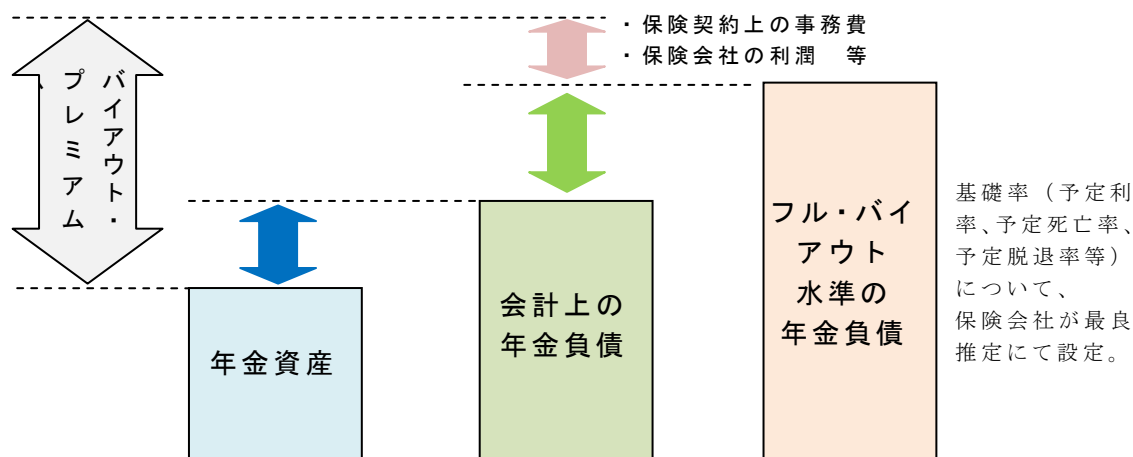 ・保険契約上の事務費
・保険会社の利潤 等
バイアウト・
プレミアム
、
フル・バイ
アウト
水準の
年金負債
基礎率（予定利
率、予定死亡率、
予定脱退率等）
について、
保険会社が最良
推定にて設定。
会計上の
年金負債
年金資産